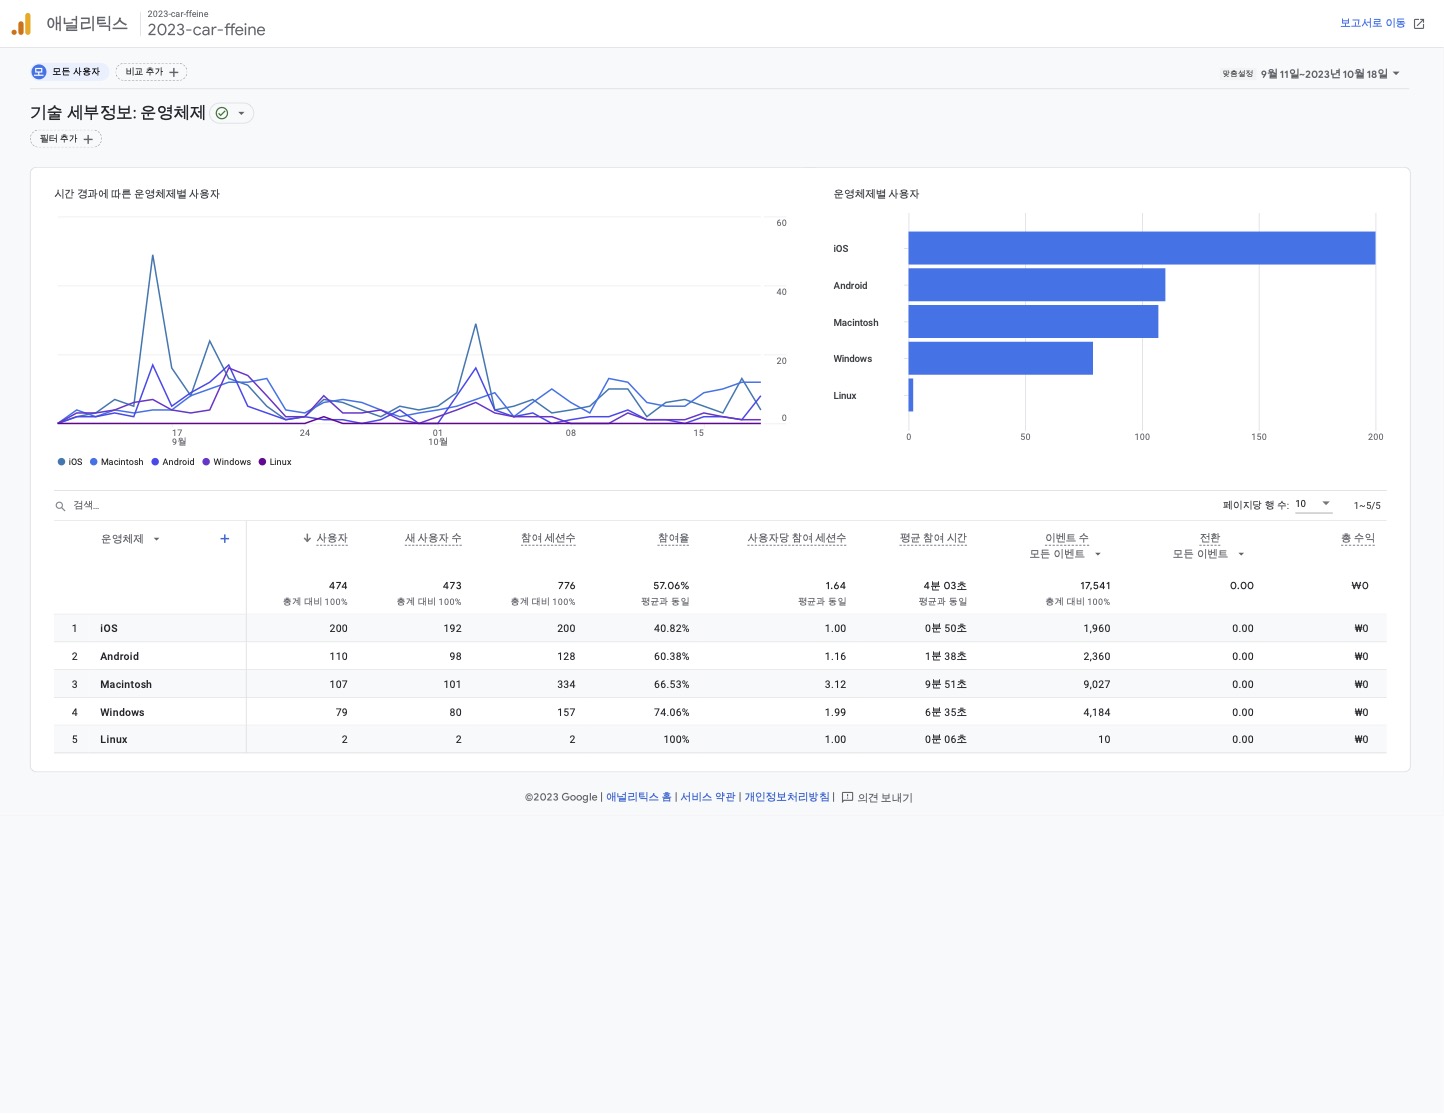 애널리틱스
2023-car-ffeine
2023-car-ffeine
보고서로 이동
모 모든 사용자
비교 추가
맞춤설정 9월 11일~2023년 10월 18일
기술 세부정보: 운영체제
필터 추가
시간 경과에 따른 운영체제별 사용자
60
40
20
0
17
9월
24
01
10월
08
15
iOS Macintosh Android Windows Linux
운영체제별 사용자
iOS
Android
Macintosh
Windows
Linux
0 50 100 150 200
검색...
페이지당 행 수: 10 1~5/5
운영체제 + ↓ 사용자 새 사용자 수 참여 세션수 참여율 사용자당 참여 세션수 평균 참여 시간 이벤트 수 전환 총 수익
모든 이벤트 모든 이벤트
474 473 776 57.06% 1.64 4분 03초 17,541 0.00 ₩0
총계 대비 100% 총계 대비 100% 총계 대비 100% 평균과 동일 평균과 동일 평균과 동일 총계 대비 100%
1 iOS 200 192 200 40.82% 1.00 0분 50초 1,960 0.00 ₩0
2 Android 110 98 128 60.38% 1.16 1분 38초 2,360 0.00 ₩0
3 Macintosh 107 101 334 66.53% 3.12 9분 51초 9,027 0.00 ₩0
4 Windows 79 80 157 74.06% 1.99 6분 35초 4,184 0.00 ₩0
5 Linux 2 2 2 100% 1.00 0분 06초 10 0.00 ₩0
©2023 Google | 애널리틱스 홈 | 서비스 약관 | 개인정보처리방침 | 의견 보내기